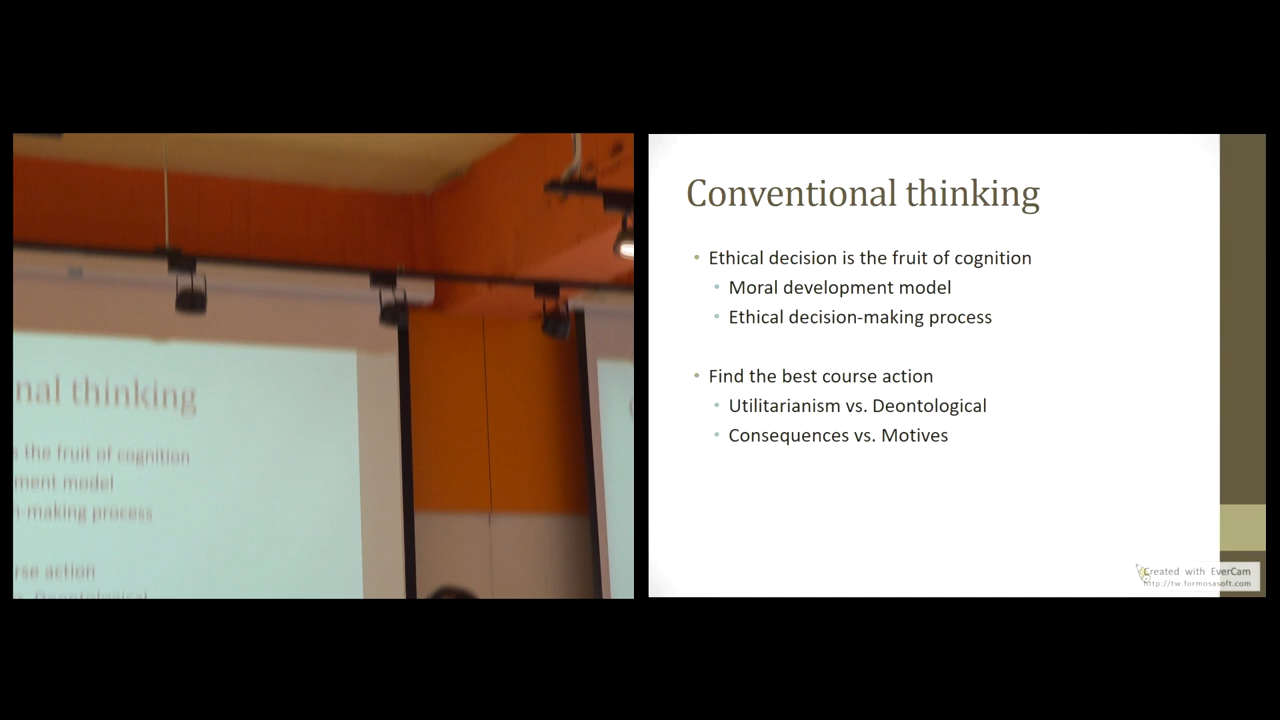 nal thinking
s the fruit of cognition
ment model
n-making process
rse action
Deontological
Conventional thinking
• Ethical decision is the fruit of cognition
• Moral development model
• Ethical decision-making process
• Find the best course action
• Utilitarianism vs. Deontological
• Consequences vs. Motives
Created with EverCam
http://tw.formosasoft.com